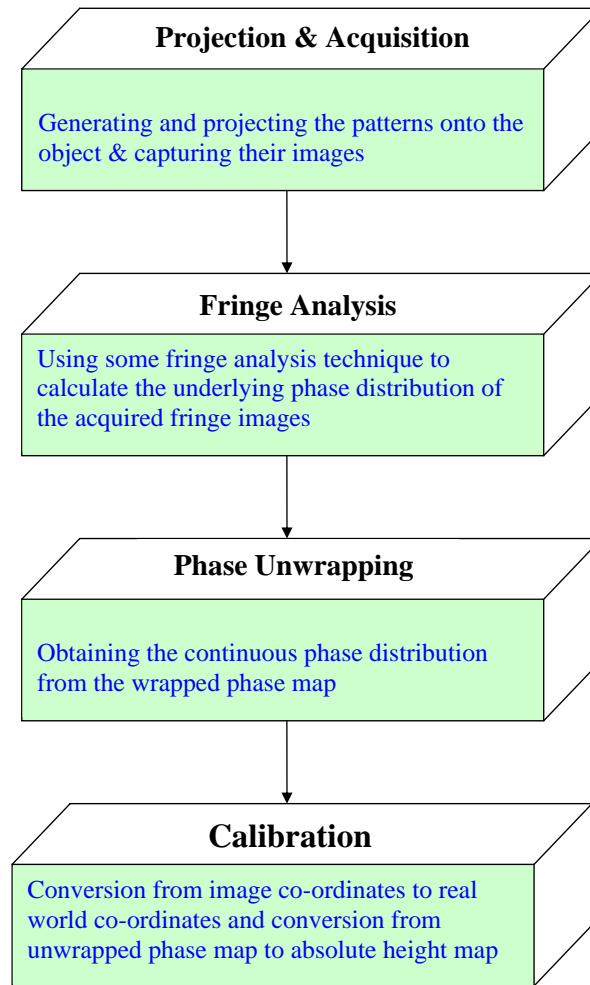 Projection & Acquisition
Generating and projecting the patterns onto the
object & capturing their images
Fringe Analysis
Using some fringe analysis technique to
calculate the underlying phase distribution of
the acquired fringe images
Phase Unwrapping
Obtaining the continuous phase distribution
from the wrapped phase map
Calibration
Conversion from image co-ordinates to real
world co-ordinates and conversion from
unwrapped phase map to absolute height map